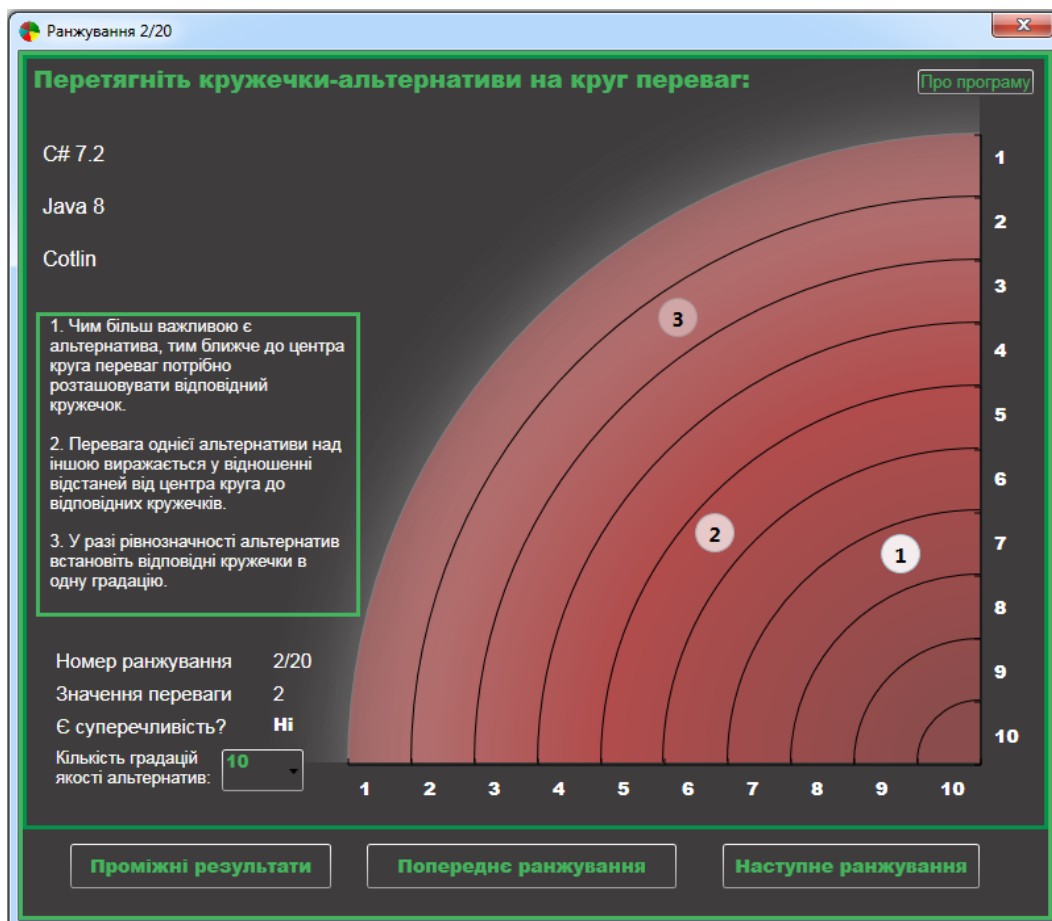 Ранжування 2/20
Перетягніть кружечки-альтернативи на круг переваг:
Про програму
C# 7.2
Java 8
Cotlin
1. Чим більш важливою є
альтернатива, тим ближче до центра
круга переваг потрібно
розташовувати відповідний
кружечок.
2. Перевага однієї альтернативи над
іншою виражається у відношенні
відстаней від центра круга до
відповідних кружечків.
3. У разі рівнозначності альтернатив
встановіть відповідні кружечки в
одну градацію.
Номер ранжування 2/20
Значення переваги 2
Є суперечливість? Ні
Кількість градацій
якості альтернатив: 10
3
2
1
1
2
3
4
5
6
7
8
9
10
1 2 3 4 5 6 7 8 9 10
Проміжні результати
Попереднє ранжування
Наступне ранжування